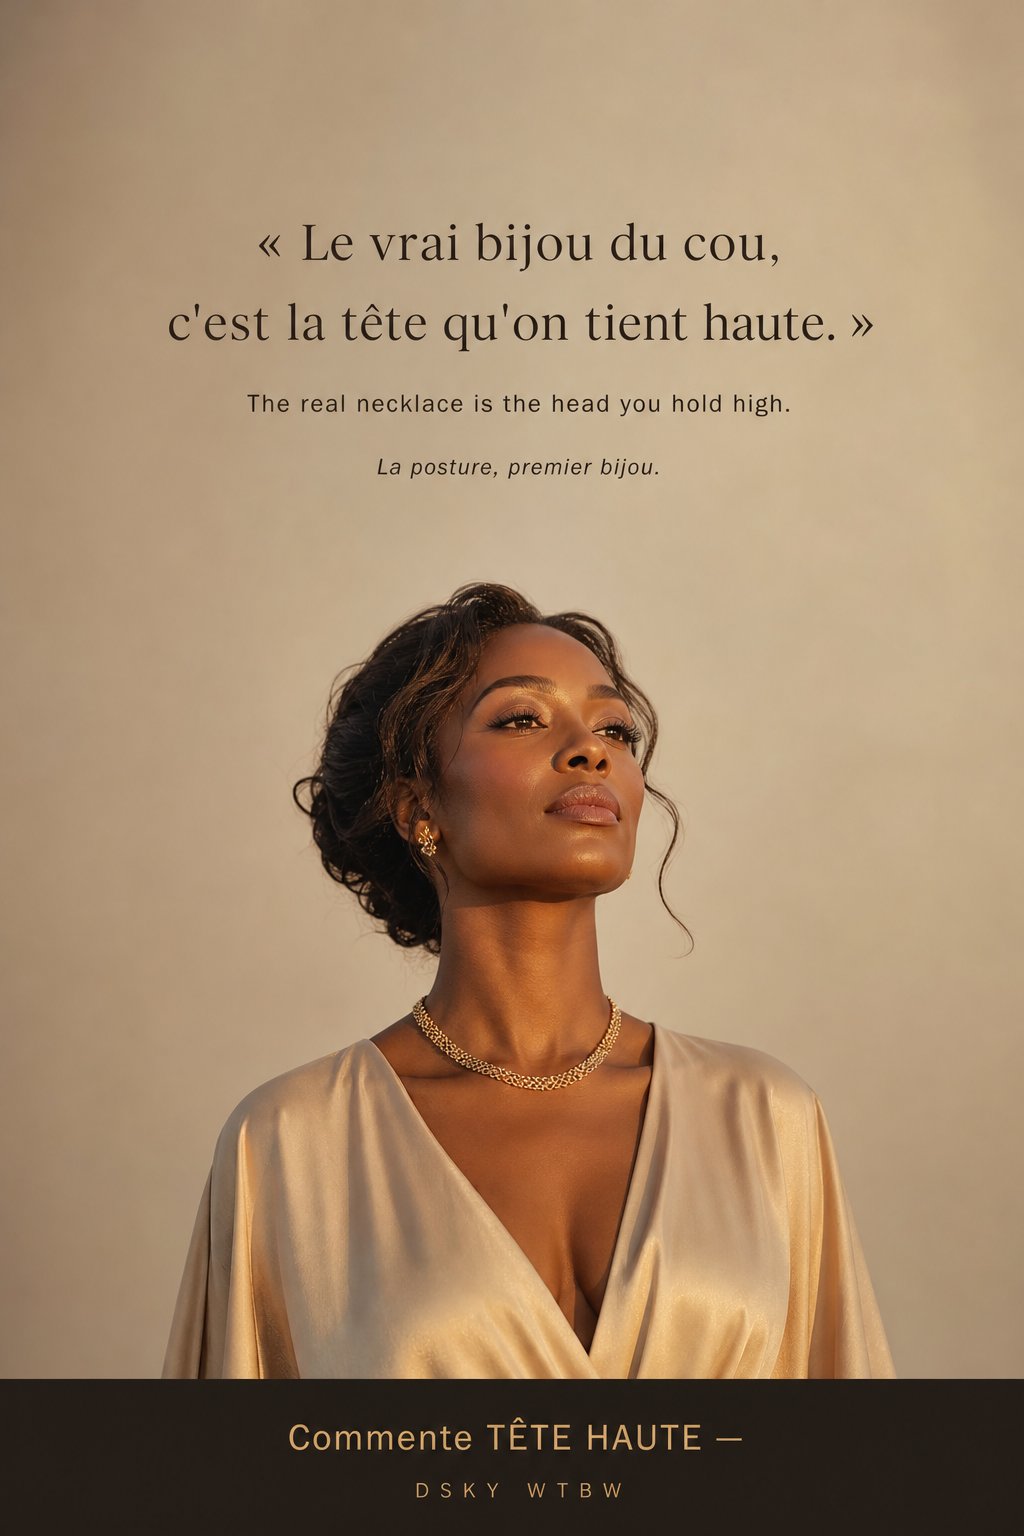 « Le vrai bijou du cou,
c'est la tête qu'on tient haute. »
The real necklace is the head you hold high.
La posture, premier bijou.
Commente TÊTE HAUTE —
DSKY WTBW